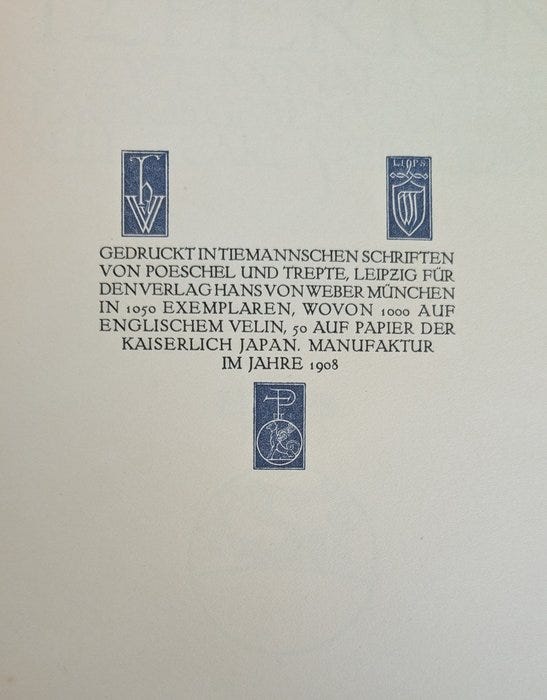 LIPS.
GEDRUCKT IN TIEMANNSCHEN SCHRIFTEN
VON POESCHEL UND TREPTE, LEIPZIG FÜR
DEN VERLAG HANS VON WEBER MÜNCHEN
IN 1050 EXEMPLAREN, WOVON 1000 AUF
ENGLISCHEM VELIN, 50 AUF PAPIER DER
KAISERLICH JAPAN. MANUFAKTUR
IM JAHRE 1908